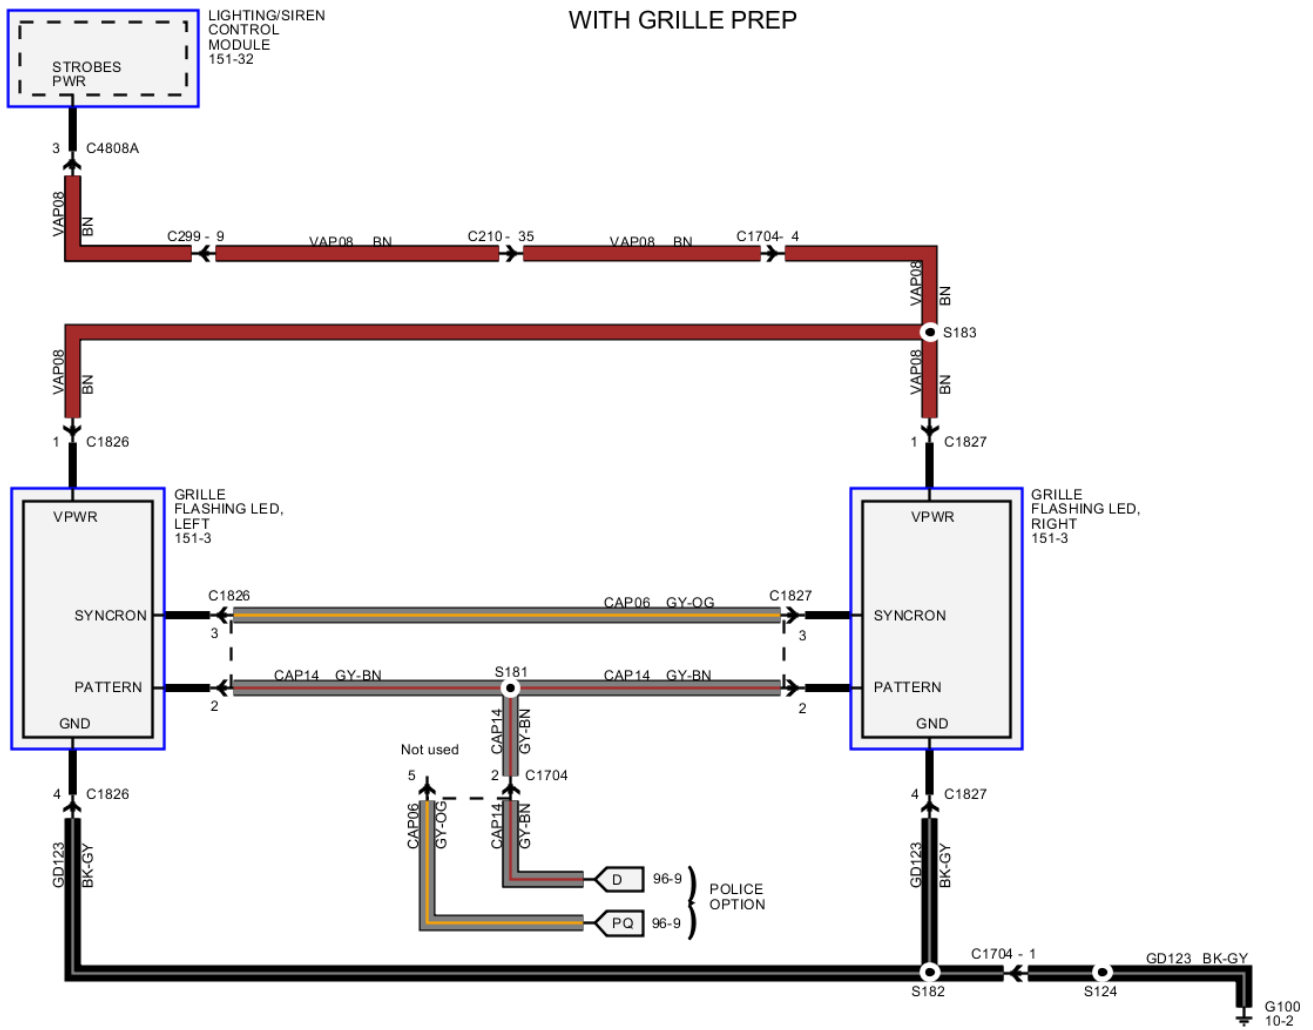 WITH GRILLE PREP
LIGHTING/SIREN
CONTROL
MODULE
151-32
STROBES
PWR
3 C4808A
VAP08 BN
C299 - 9
VAP08 BN
C210 - 35
VAP08 BN
C1704- 4
VAP08 BN
S183
VAP08 BN
VAP08 BN
1 C1826
1 C1827
GRILLE
FLASHING LED,
LEFT
151-3
GRILLE
FLASHING LED,
RIGHT
151-3
VPWR
VPWR
C1826
CAP06 GY-OG
C1827
SYNCRON
SYNCRON
3
3
S181
CAP14 GY-BN
CAP14 GY-BN
PATTERN
PATTERN
2
2
GND
GND
CAP14 GY-BN
Not used
5
2 C1704
4 C1826
4 C1827
CAP06 GY-OG
CAP14 GY-BN
GD123 BK-GY
GD123 BK-GY
D 96-9
POLICE
OPTION
PQ 96-9
C1704 - 1
GD123 BK-GY
S182
S124
G100
10-2